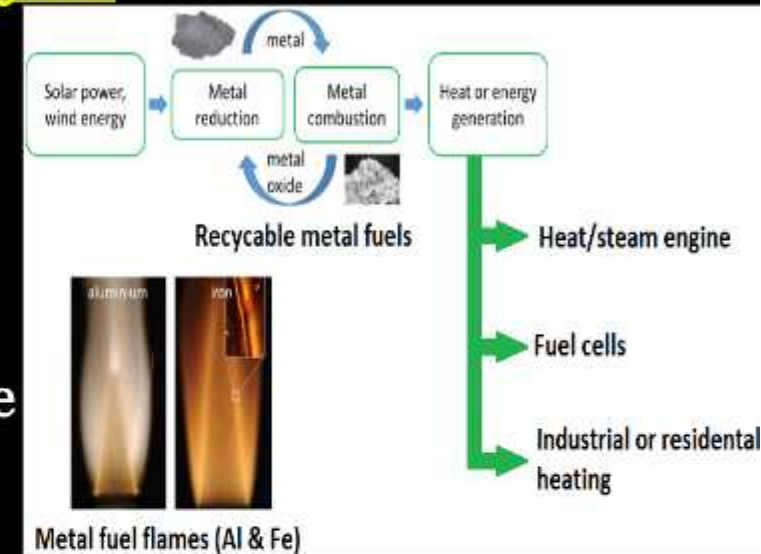 metal
Solar power,
wind energy
Metal
reduction
Metal
combustion
Heat or energy
generation
metal
oxide
Recycable metal fuels
Heat/steam engine
aluminium
iron
Fuel cells
e
Industrial or residental
heating
Metal fuel flames (Al & Fe)